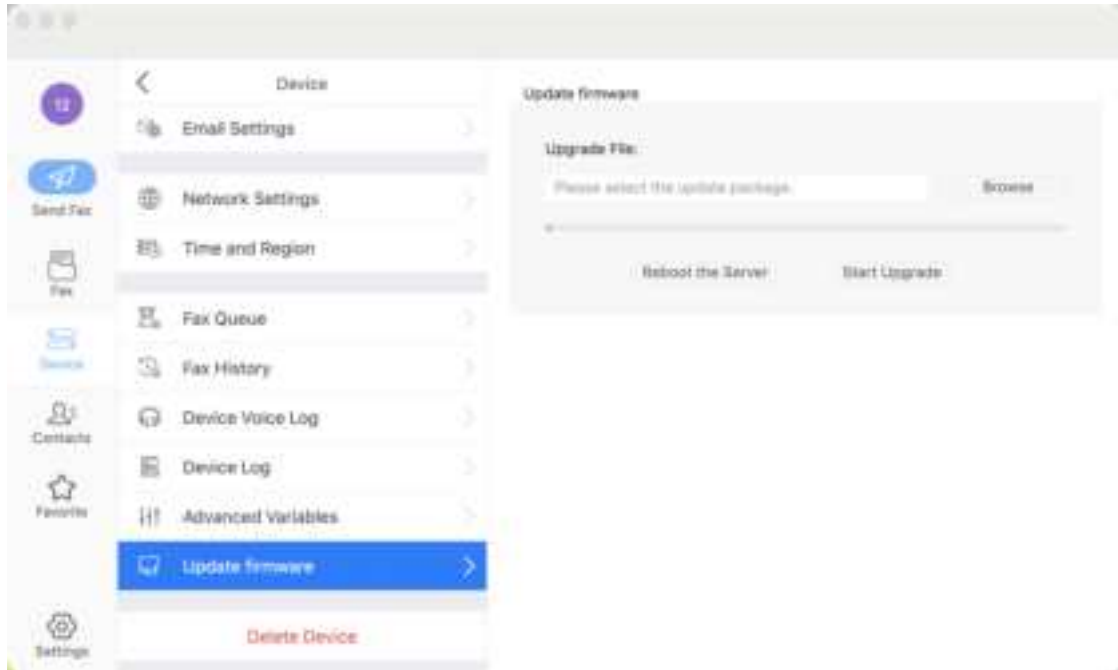 12
Send Fax
Fax
Device
Contacts
Favorite
Settings
Device
Email Settings
Network Settings
Time and Region
Fax Queue
Fax History
Device Voice Log
Device Log
Advanced Variables
Update firmware
Delete Device
Update firmware
Upgrade File:
Please select the update package.
Browse
Reboot the Server
Start Upgrade